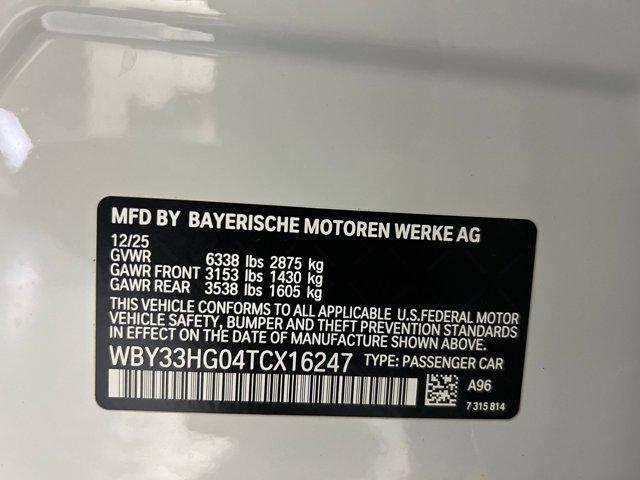 MFD BY BAYERISCHE MOTOREN WERKE AG
12/25
GVWR 6338 lbs 2875 kg
GAWR FRONT 3153 lbs 1430 kg
GAWR REAR 3538 lbs 1605 kg
THIS VEHICLE CONFORMS TO ALL APPLICABLE U.S.FEDERAL MOTOR
VEHICLE SAFETY, BUMPER AND THEFT PREVENTION STANDARDS
IN EFFECT ON THE DATE OF MANUFACTURE SHOWN ABOVE.
WBY33HG04TCX16247 TYPE: PASSENGER CAR
A96
7 315 814